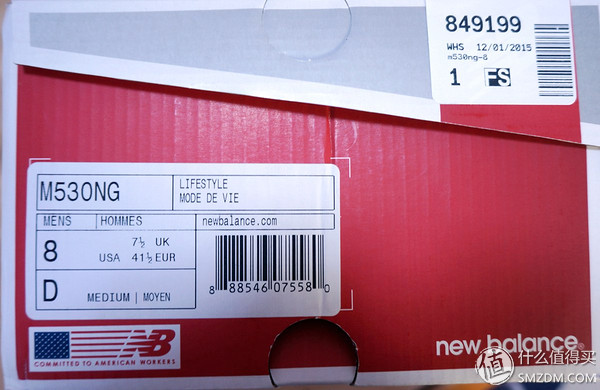 849199
WHS 12/01/2015
m530ng-8
1 FS
M530NG
LIFESTYLE
MODE DE VIE
MENS HOMMES
newbalance.com
8
7½ UK
USA 41½ EUR
8 88546 07558 0
D
MEDIUM | MOYEN
NB
COMMITTED TO AMERICAN WORKERS
new balance
值 什么值得买
SMZDM.COM